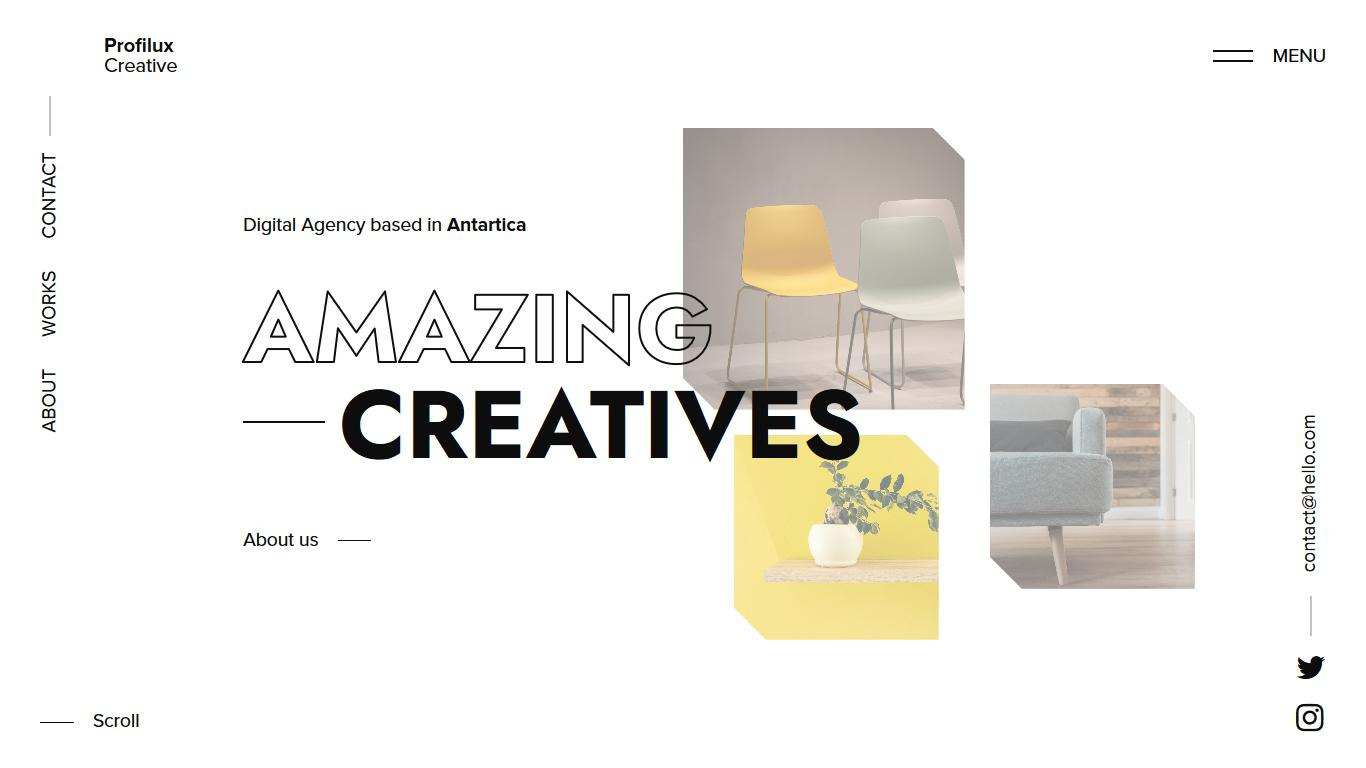 Profilux
Creative
MENU
CONTACT
WORKS
ABOUT
Digital Agency based in Antartica
AMAZING
CREATIVES
About us
contact@hello.com
Scroll